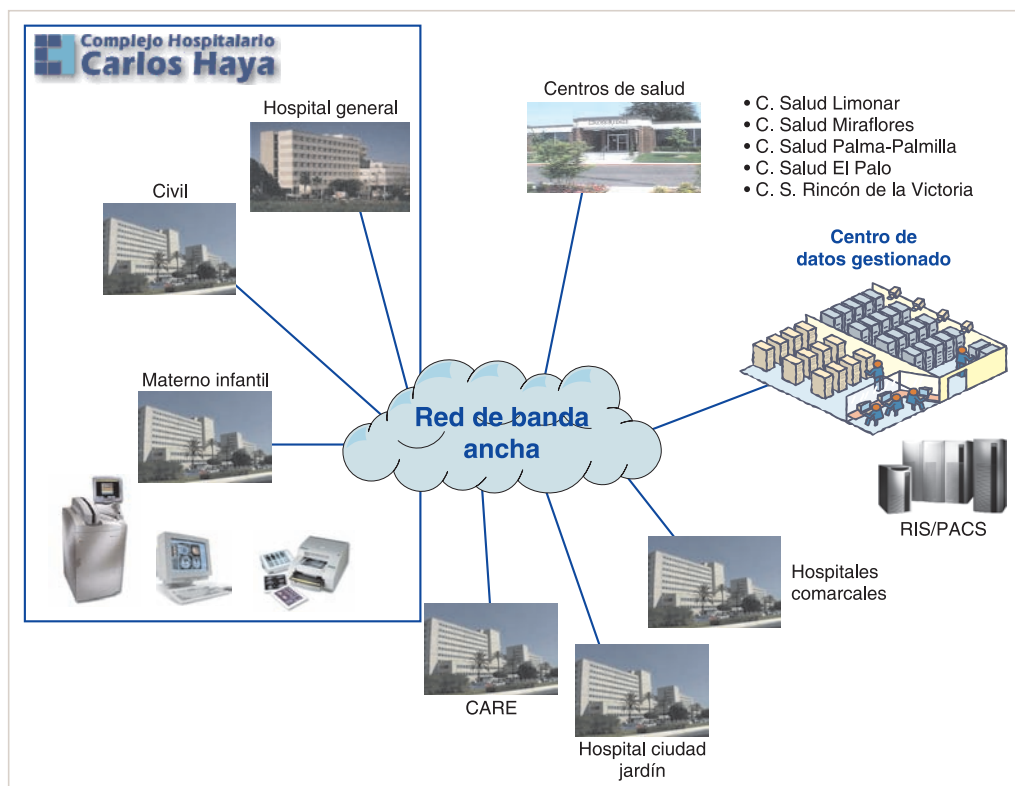 Complejo Hospitalario
Carlos Haya
Hospital general
Civil
Materno infantil
Centros de salud
• C. Salud Limonar
• C. Salud Miraflores
• C. Salud Palma-Palmilla
• C. Salud El Palo
• C. S. Rincón de la Victoria
Centro de
datos gestionado
Red de banda
ancha
RIS/PACS
Hospitales
comarcales
CARE
Hospital ciudad
jardín